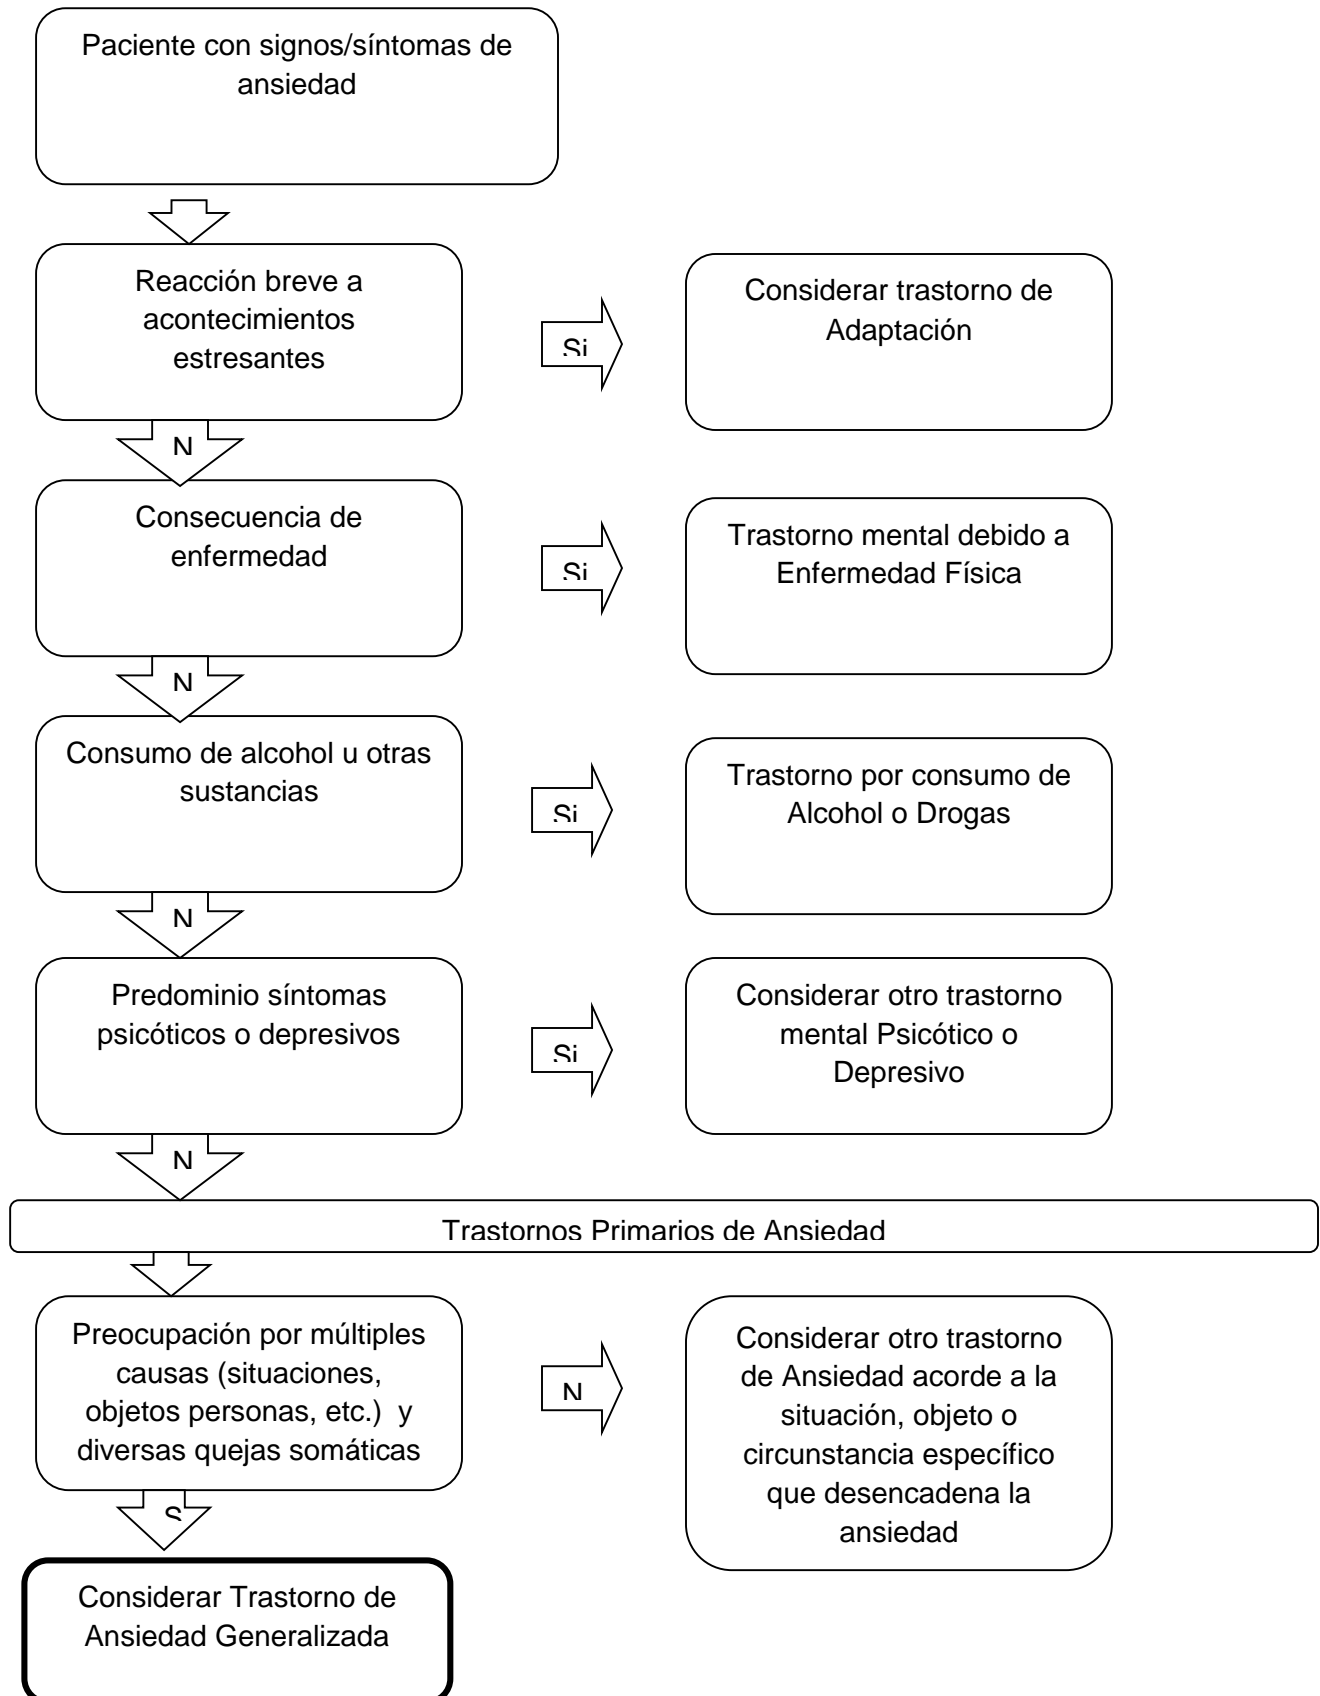 Paciente con signos/síntomas de
ansiedad
Reacción breve a
acontecimientos
estresantes
Si
Considerar trastorno de
Adaptación
N
Consecuencia de
enfermedad
Si
Trastorno mental debido a
Enfermedad Física
N
Consumo de alcohol u otras
sustancias
Si
Trastorno por consumo de
Alcohol o Drogas
N
Predominio síntomas
psicóticos o depresivos
Si
Considerar otro trastorno
mental Psicótico o
Depresivo
N
Trastornos Primarios de Ansiedad
Preocupación por múltiples
causas (situaciones,
objetos personas, etc.) y
diversas quejas somáticas
N
Considerar otro trastorno
de Ansiedad acorde a la
situación, objeto o
circunstancia específico
que desencadena la
ansiedad
S
Considerar Trastorno de
Ansiedad Generalizada